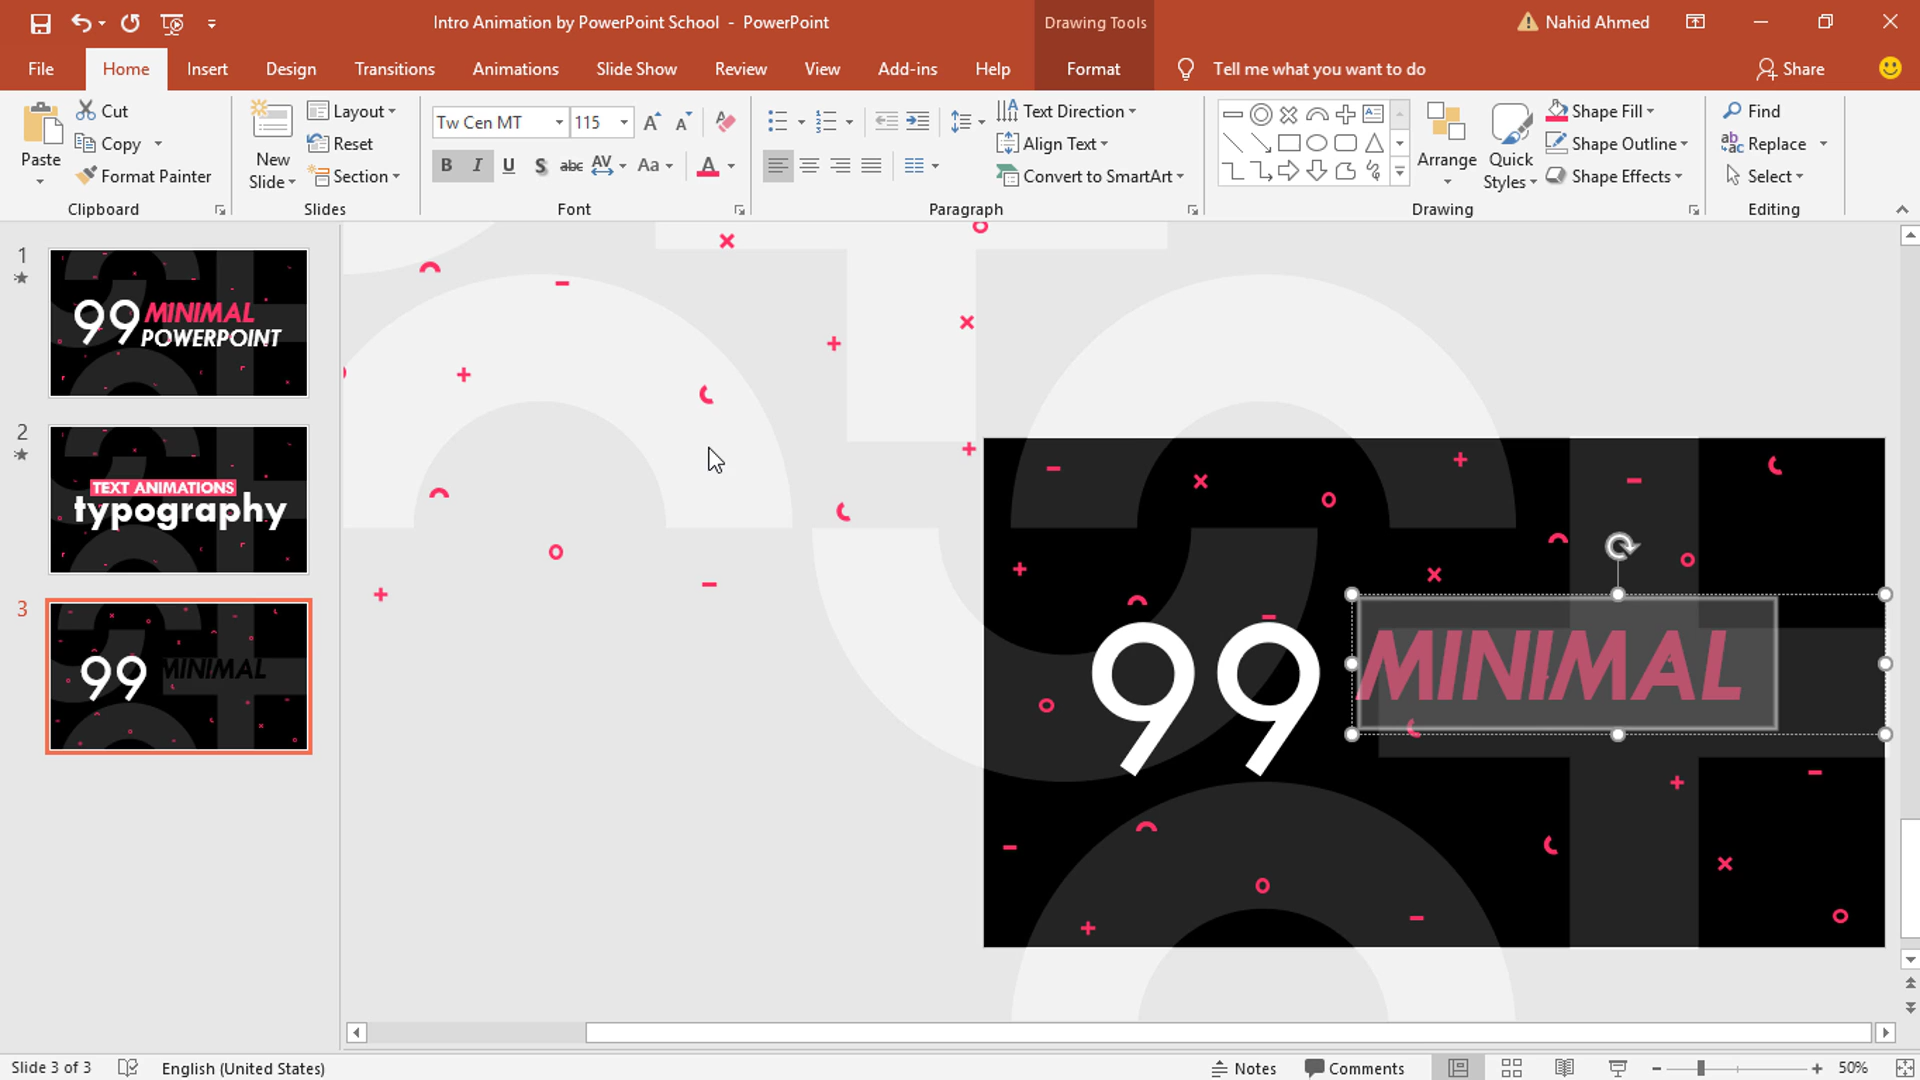 Intro Animation by PowerPoint School - PowerPoint
Drawing Tools
Nahid Ahmed
File
Home
Insert
Design
Transitions
Animations
Slide Show
Review
View
Add-ins
Help
Format
Tell me what you want to do
Share
Paste
Cut
Copy
Format Painter
Clipboard
New
Slide
Layout
Reset
Section
Slides
Tw Cen MT
115
B I U S abc AV Aa A
Font
Text Direction
Align Text
Convert to SmartArt
Paragraph
Arrange
Quick
Styles
Shape Fill
Shape Outline
Shape Effects
Drawing
Find
Replace
Select
Editing
1
99 MINIMAL
POWERPOINT
2
TEXT ANIMATIONS
typography
3
99 MINIMAL
99 MINIMAL
Slide 3 of 3
English (United States)
Notes
Comments
50%